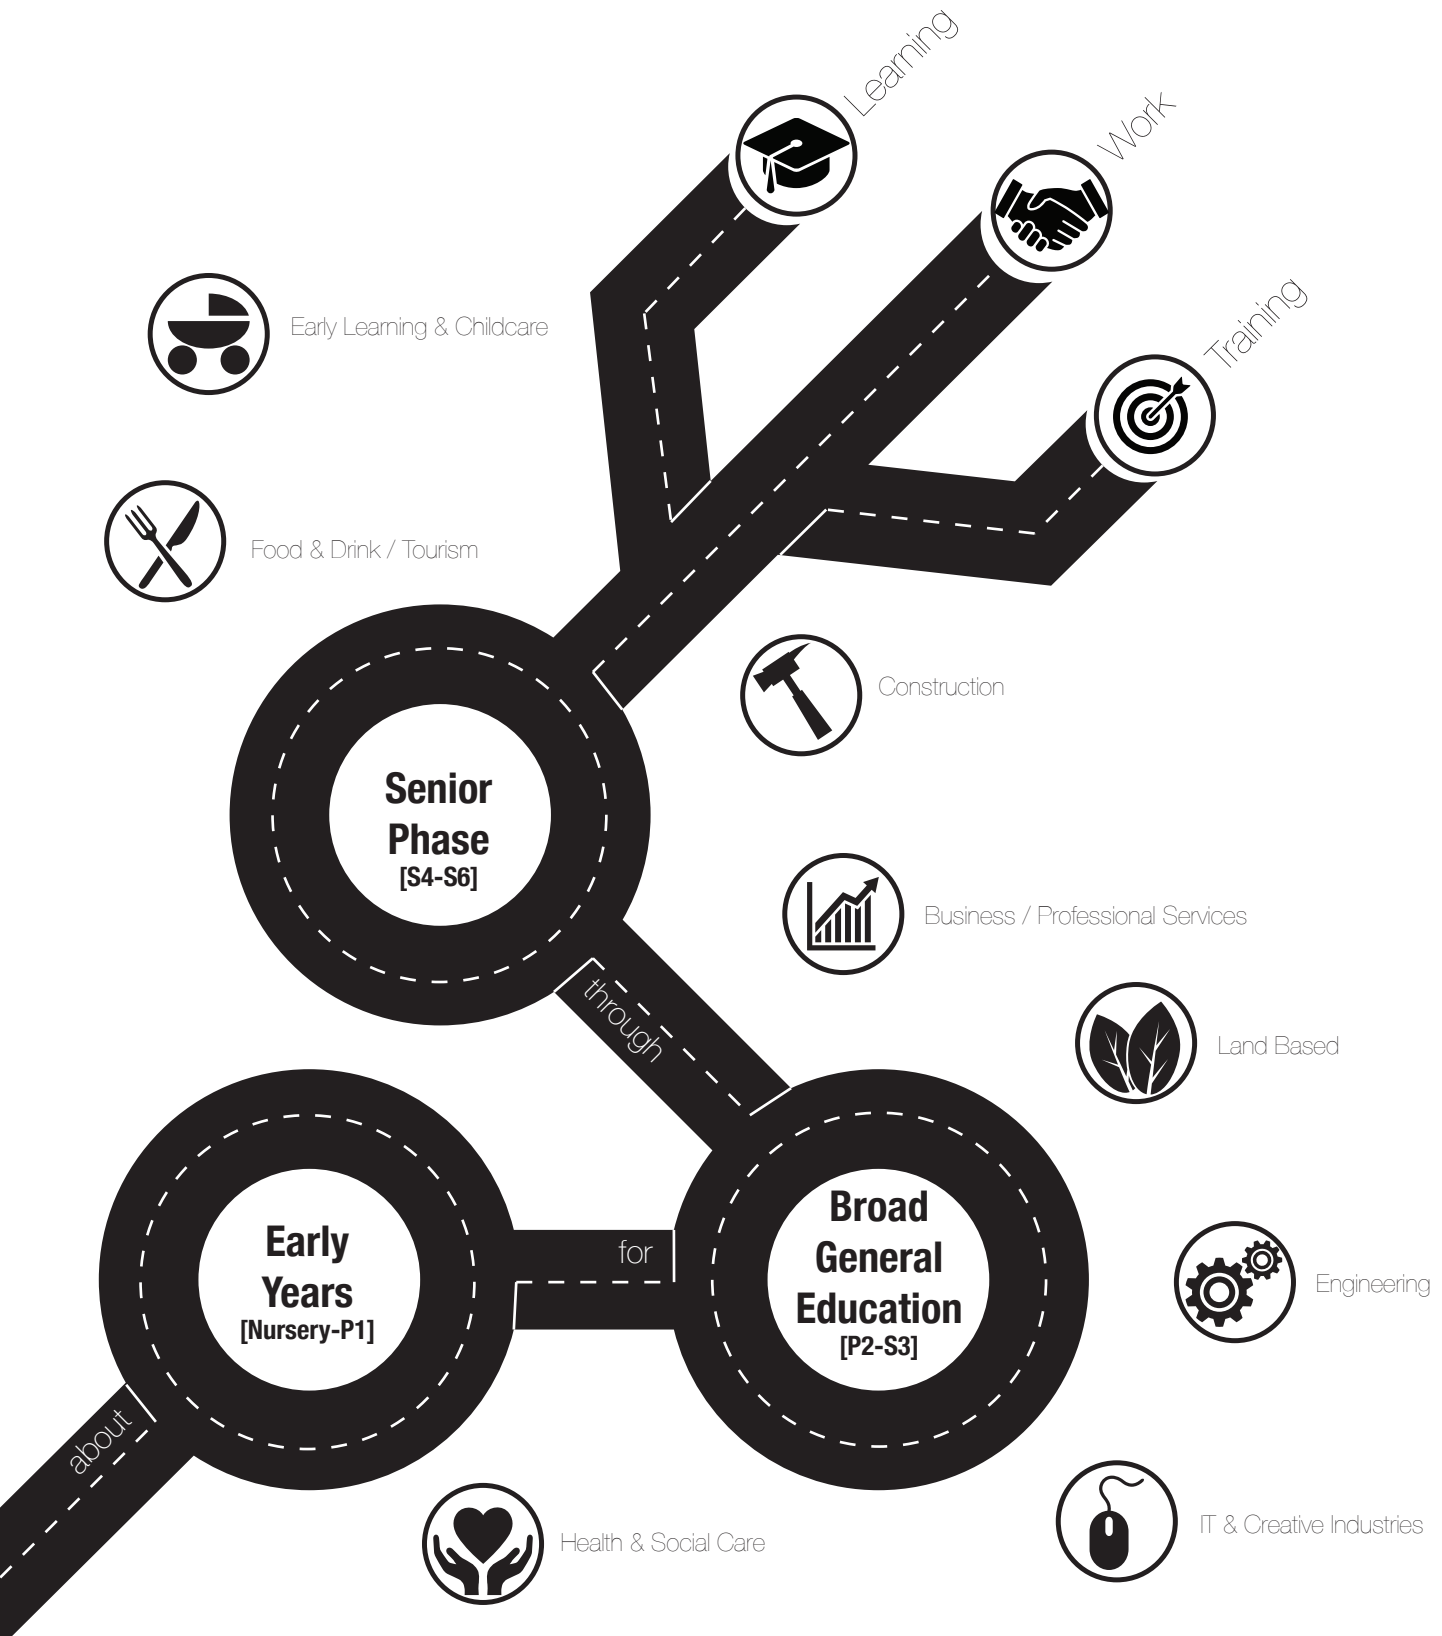 Learning
Work
Training
Early Learning & Childcare
Food & Drink / Tourism
Construction
Senior
Phase
[S4-S6]
Business / Professional Services
through
Land Based
Early
Years
[Nursery-P1]
for
Broad
General
Education
[P2-S3]
Engineering
about
Health & Social Care
IT & Creative Industries